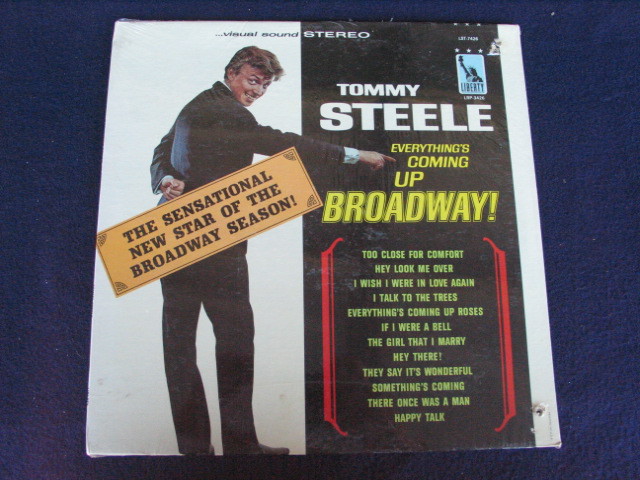 ...visual sound STEREO
LST-7426
LIBERTY
LRP-3426
TOMMY
STEELE
EVERYTHING'S
COMING
UP
BROADWAY!
THE SENSATIONAL
NEW STAR OF THE
BROADWAY SEASON!
TOO CLOSE FOR COMFORT
HEY LOOK ME OVER
I WISH I WERE IN LOVE AGAIN
I TALK TO THE TREES
EVERYTHING'S COMING UP ROSES
IF I WERE A BELL
THE GIRL THAT I MARRY
HEY THERE!
THEY SAY IT'S WONDERFUL
SOMETHING'S COMING
THERE ONCE WAS A MAN
HAPPY TALK